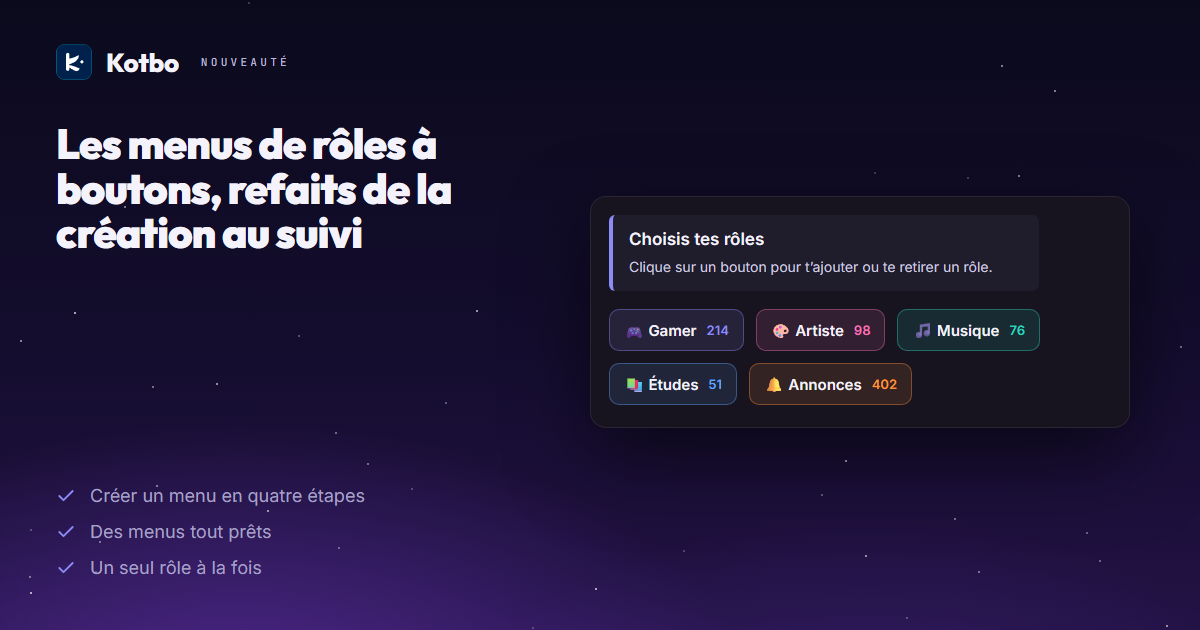 Kotbo NOUVEAUTÉ
Les menus de rôles à
boutons, refaits de la
création au suivi
Choisis tes rôles
Clique sur un bouton pour t'ajouter ou te retirer un rôle.
🎮 Gamer 214 🎨 Artiste 98 🎵 Musique 76
📚 Études 51 🔔 Annonces 402
Créer un menu en quatre étapes
Des menus tout prêts
Un seul rôle à la fois